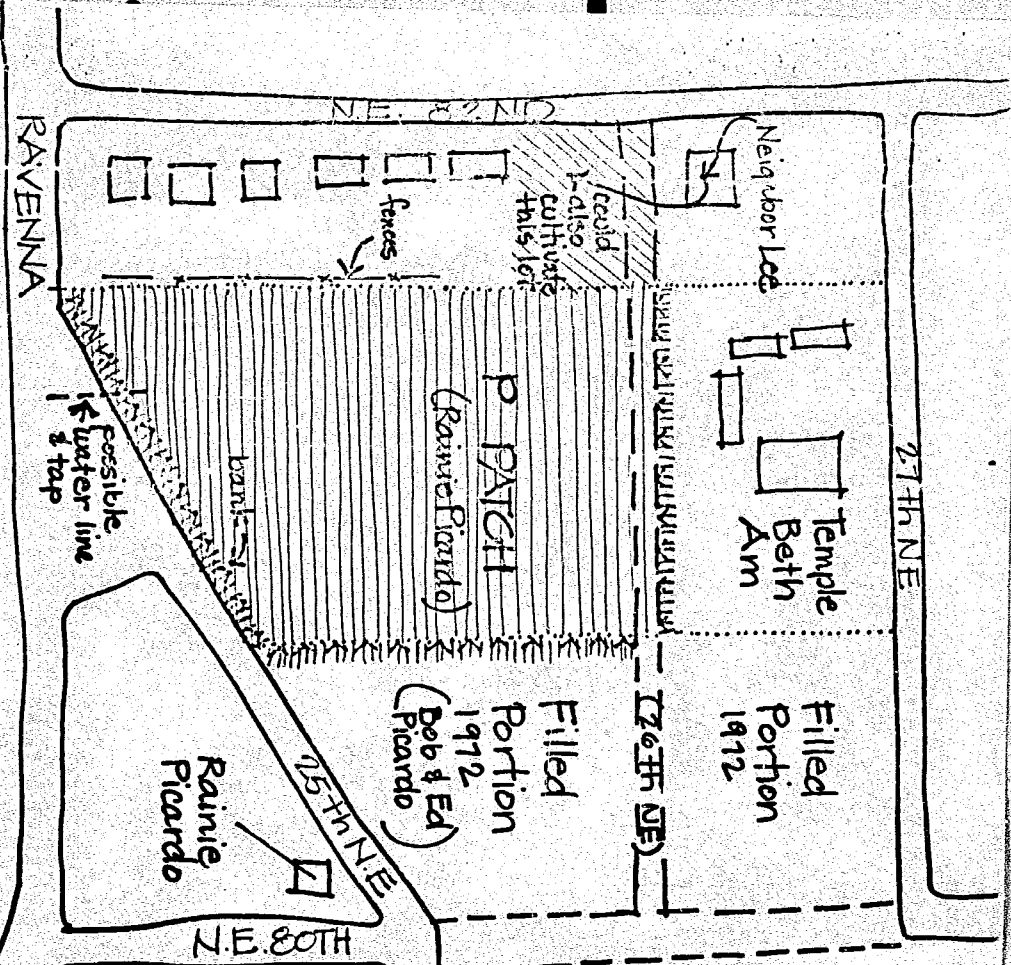 N.E. 82ND
RAVENNA
Neighbor Lee
could
also
cultivate
this lot
fences
P PATCH
(Rainie Picardo)
bank
possible
water line
& tap
27th NE
Temple
Beth
Am
Filled
Portion
1972
(26TH NE)
Filled
Portion
1972
(Bob & Ed
Picardo)
25th N.E
Rainie
Picardo
N.E. 80TH